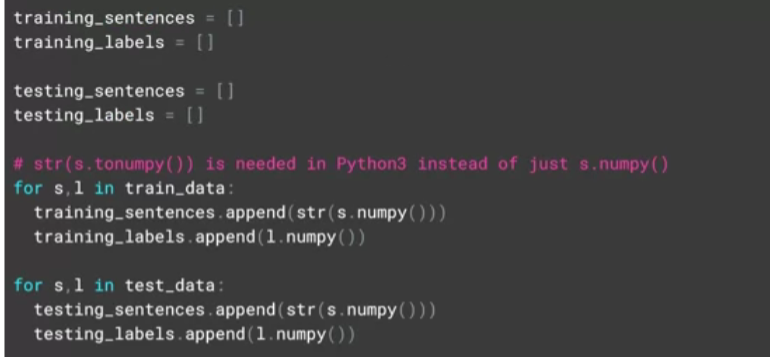 training_sentences = []
training_labels = []
testing_sentences = []
testing_labels = []
# str(s.tonumpy()) is needed in Python3 instead of just s.numpy()
for s,l in train_data:
training_sentences.append(str(s.numpy()))
training_labels.append(l.numpy())
for s,l in test_data:
testing_sentences.append(str(s.numpy()))
testing_labels.append(l.numpy())